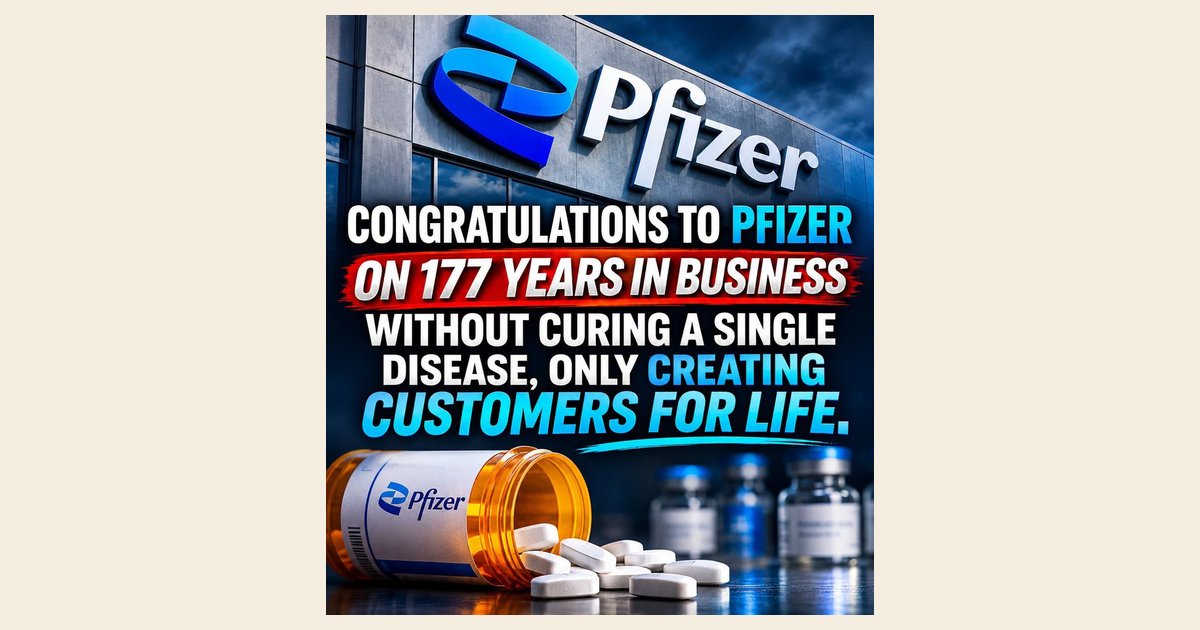 Pfizer
CONGRATULATIONS TO PFIZER
ON 177 YEARS IN BUSINESS
WITHOUT CURING A SINGLE
DISEASE, ONLY CREATING
CUSTOMERS FOR LIFE.
Pfizer